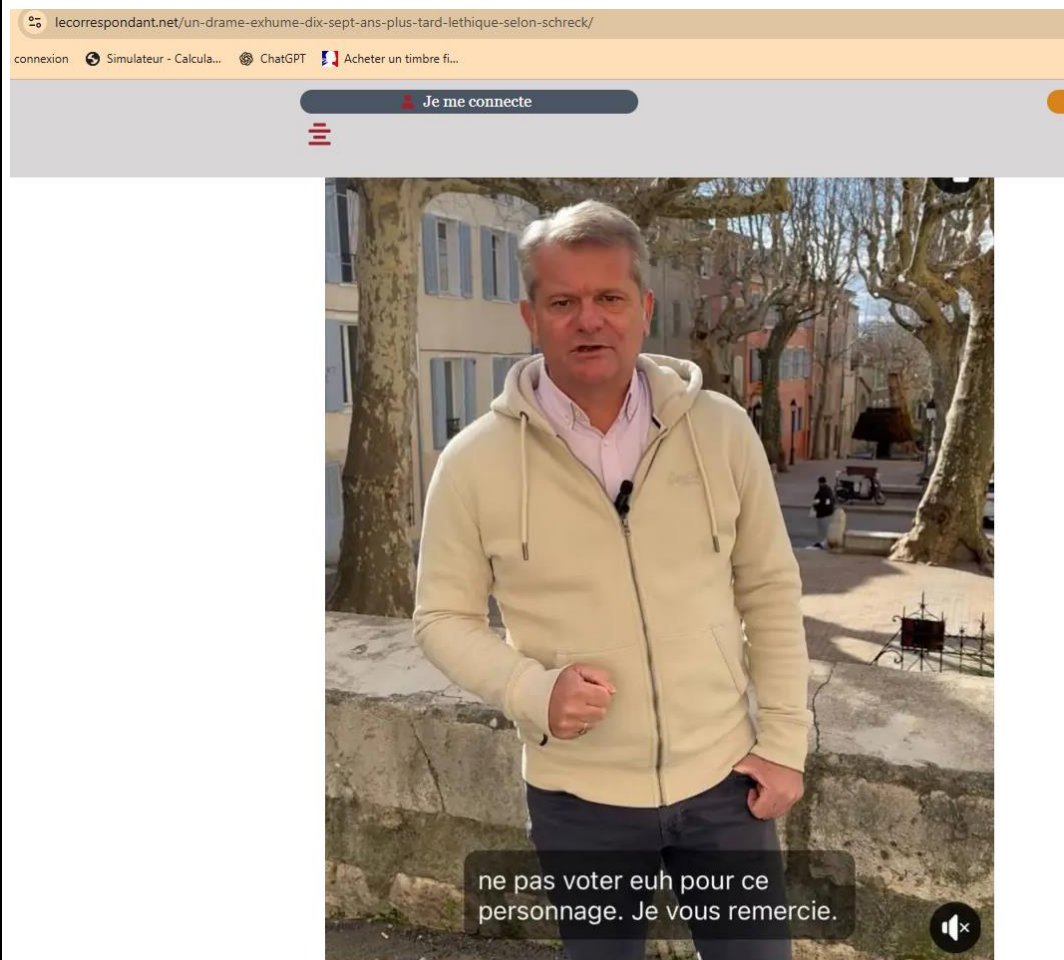 lecorrespondant.net/un-drame-exhume-dix-sept-ans-plus-tard-lethique-selon-schreck/
connexion Simulateur - Calcula... ChatGPT Acheter un timbre fi...
Je me connecte
ne pas voter euh pour ce
personnage. Je vous remercie.